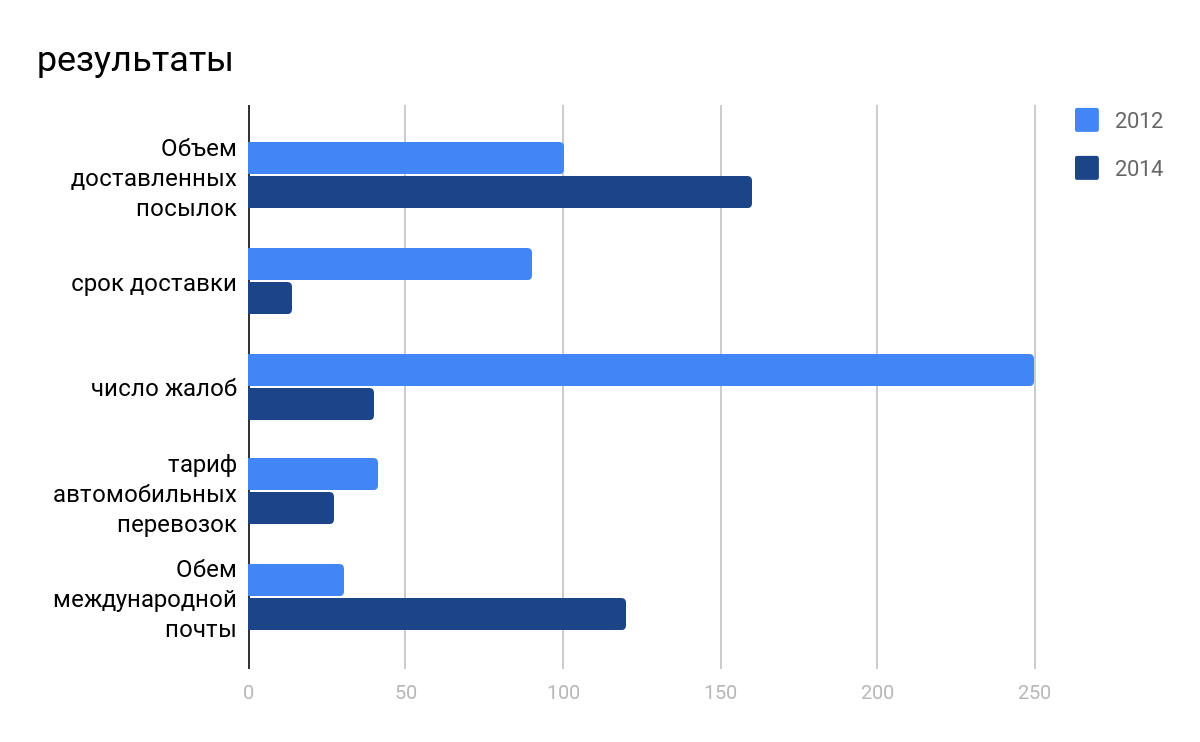 результаты
2012
2014
Объем
доставленных
посылок
срок доставки
число жалоб
тариф
автомобильных
перевозок
Обем
международной
почты
0 50 100 150 200 250